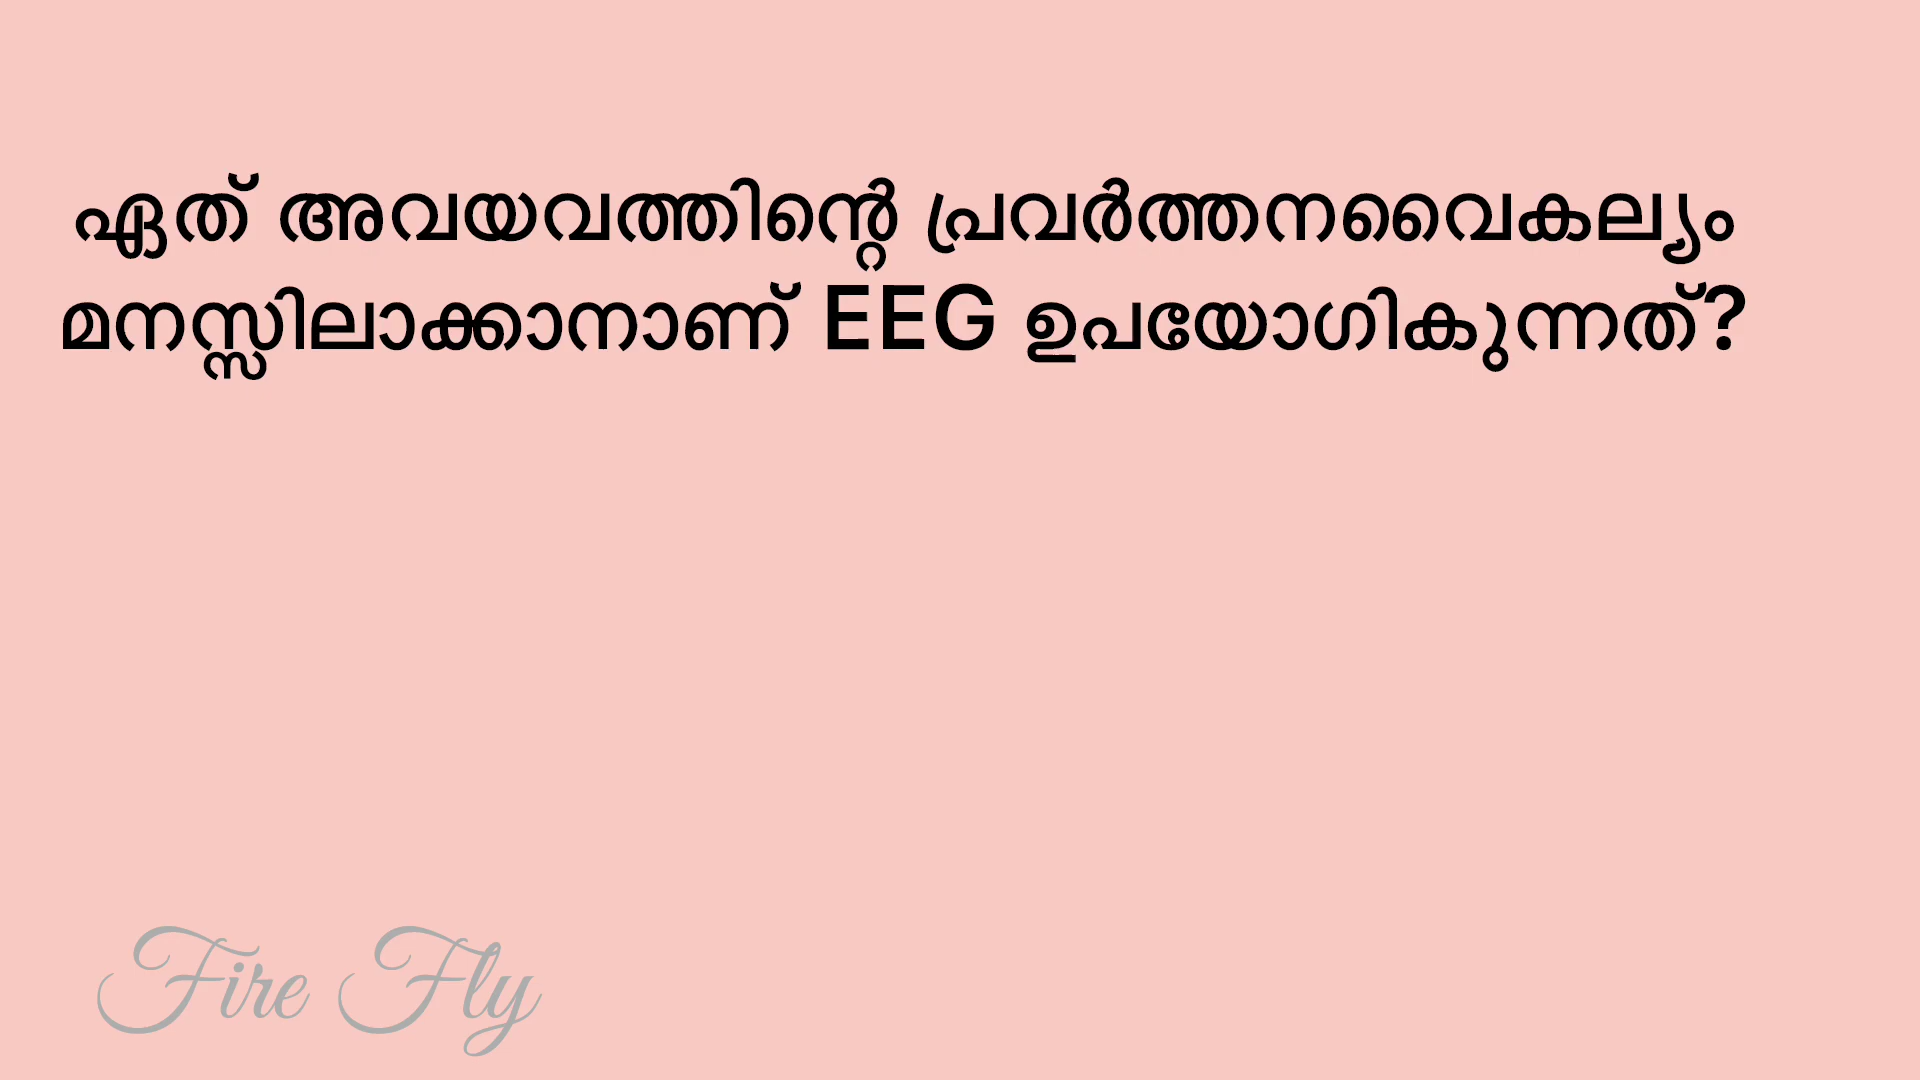 ഏത് അവയവത്തിന്റെ പ്രവർത്തനവൈകല്യം
മനസ്സിലാക്കാനാണ് EEG ഉപയോഗികുന്നത്?
Fire Fly